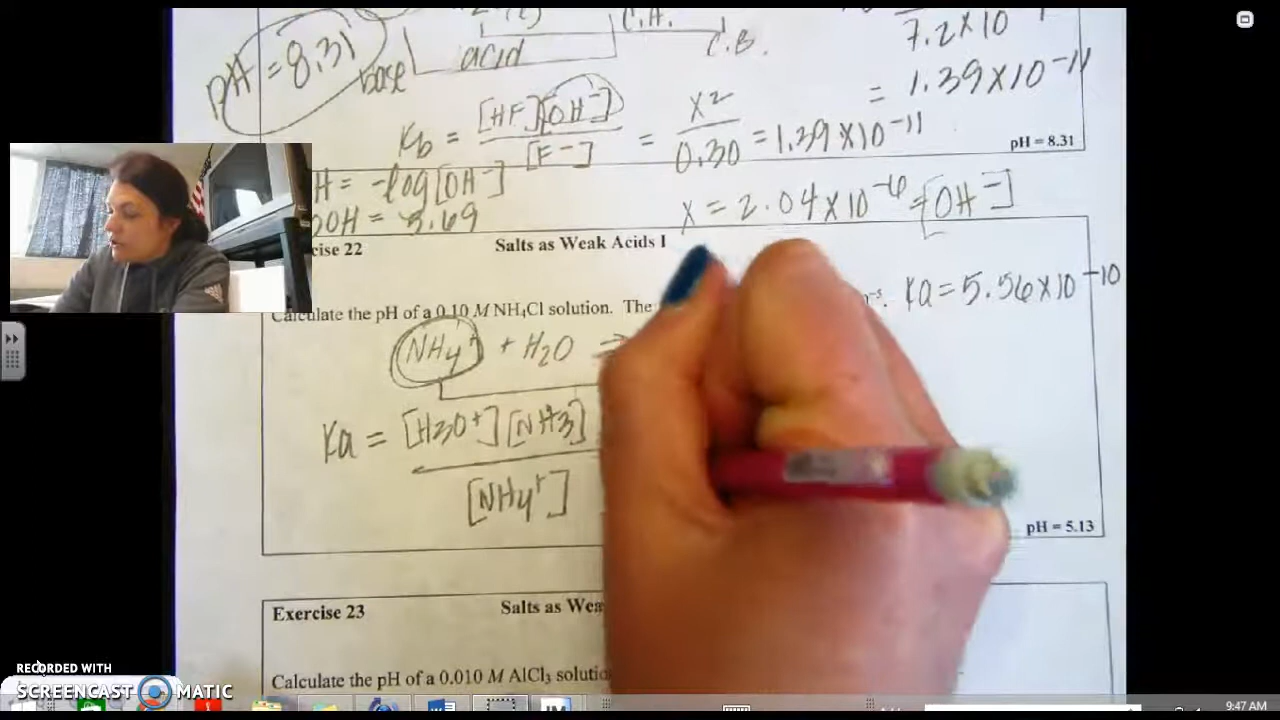 C.A.
7.2x10
pH = 8.31
base
acid
C.B.
= 1.39x10⁻¹¹
Kb = [HF][OH⁻] / [F⁻] = x² / 0.30 = 1.39x10⁻¹¹
pH = 8.31
H = -log[OH⁻]
OH = 5.69
x = 2.04x10⁻⁶ = [OH⁻]
cise 22 Salts as Weak Acids I
Calculate the pH of a 0.10 M NH₄Cl solution. The
Ka = 5.56x10⁻¹⁰
NH₄⁺ + H₂O ⇌
Ka = [H3O⁺][NH3] / [NH₄⁺]
pH = 5.13
Exercise 23 Salts as Wea
Calculate the pH of a 0.010 M AlCl₃ solutio
RECORDED WITH
SCREENCAST MATIC
9:47 AM